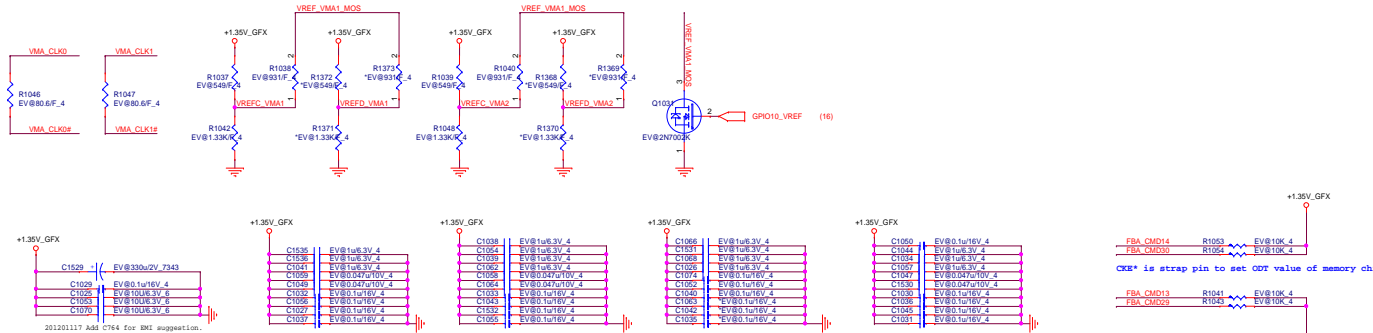 VREF_VMA1_MOS
VREF_VMA1_MOS
VREF_VMA1_MOS
VMA_CLK0
VMA_CLK1
+1.35V_GFX
+1.35V_GFX
+1.35V_GFX
+1.35V_GFX
R1046
EV@80.6/F_4
R1047
EV@80.6/F_4
VMA_CLK0#
VMA_CLK1#
R1037
EV@549/F_4
2
R1038
EV@931/F_4
1
R1372
*EV@549/F_4
2
R1373
*EV@931/F_4
1
VREFC_VMA1
VREFD_VMA1
R1042
EV@1.33K/F_4
R1371
*EV@1.33K/F_4
R1039
EV@549/F_4
2
R1040
EV@931/F_4
1
R1368
*EV@549/F_4
2
R1369
*EV@931/F_4
1
VREFC_VMA2
VREFD_VMA2
R1048
EV@1.33K/F_4
R1370
*EV@1.33K/F_4
3
Q1031
2
GPIO10_VREF (16)
EV@2N7002K
1
+1.35V_GFX
C1529 + EV@330u/2V_7343
C1029 EV@0.1u/16V_4
C1025 EV@10U/6.3V_6
C1053 EV@10U/6.3V_6
C1070 EV@10U/6.3V_6
201201117 Add C764 for EMI suggestion.
+1.35V_GFX
C1535 EV@1u/6.3V_4
C1536 EV@1u/6.3V_4
C1041 EV@1u/6.3V_4
C1059 EV@0.047u/10V_4
C1049 EV@0.047u/10V_4
C1032 EV@0.1u/16V_4
C1056 EV@0.1u/16V_4
C1027 EV@0.1u/16V_4
C1037 EV@0.1u/16V_4
+1.35V_GFX
C1038 EV@1u/6.3V_4
C1054 EV@1u/6.3V_4
C1039 EV@1u/6.3V_4
C1062 EV@1u/6.3V_4
C1058 EV@0.047u/10V_4
C1064 EV@0.047u/10V_4
C1033 EV@0.1u/16V_4
C1043 EV@0.1u/16V_4
C1532 EV@0.1u/16V_4
C1055 EV@0.1u/16V_4
+1.35V_GFX
C1066 EV@1u/6.3V_4
C1531 EV@1u/6.3V_4
C1068 EV@1u/6.3V_4
C1026 EV@1u/6.3V_4
C1074 EV@0.1u/16V_4
C1052 EV@0.1u/16V_4
C1040 EV@0.1u/16V_4
C1063 *EV@0.1u/16V_4
C1042 *EV@0.1u/16V_4
C1035 *EV@0.1u/16V_4
+1.35V_GFX
C1050 EV@0.1u/16V_4
C1044 EV@1u/6.3V_4
C1034 EV@1u/6.3V_4
C1057 EV@1u/6.3V_4
C1047 EV@0.047u/10V_4
C1530 EV@0.047u/10V_4
C1030 EV@0.1u/16V_4
C1036 EV@0.1u/16V_4
C1045 EV@0.1u/16V_4
C1031 EV@0.1u/16V_4
+1.35V_GFX
FBA_CMD14 R1053 EV@10K_4
FBA_CMD30 R1054 EV@10K_4
CKE* is strap pin to set ODT value of memory ch
FBA_CMD13 R1041 EV@10K_4
FBA_CMD29 R1043 EV@10K_4